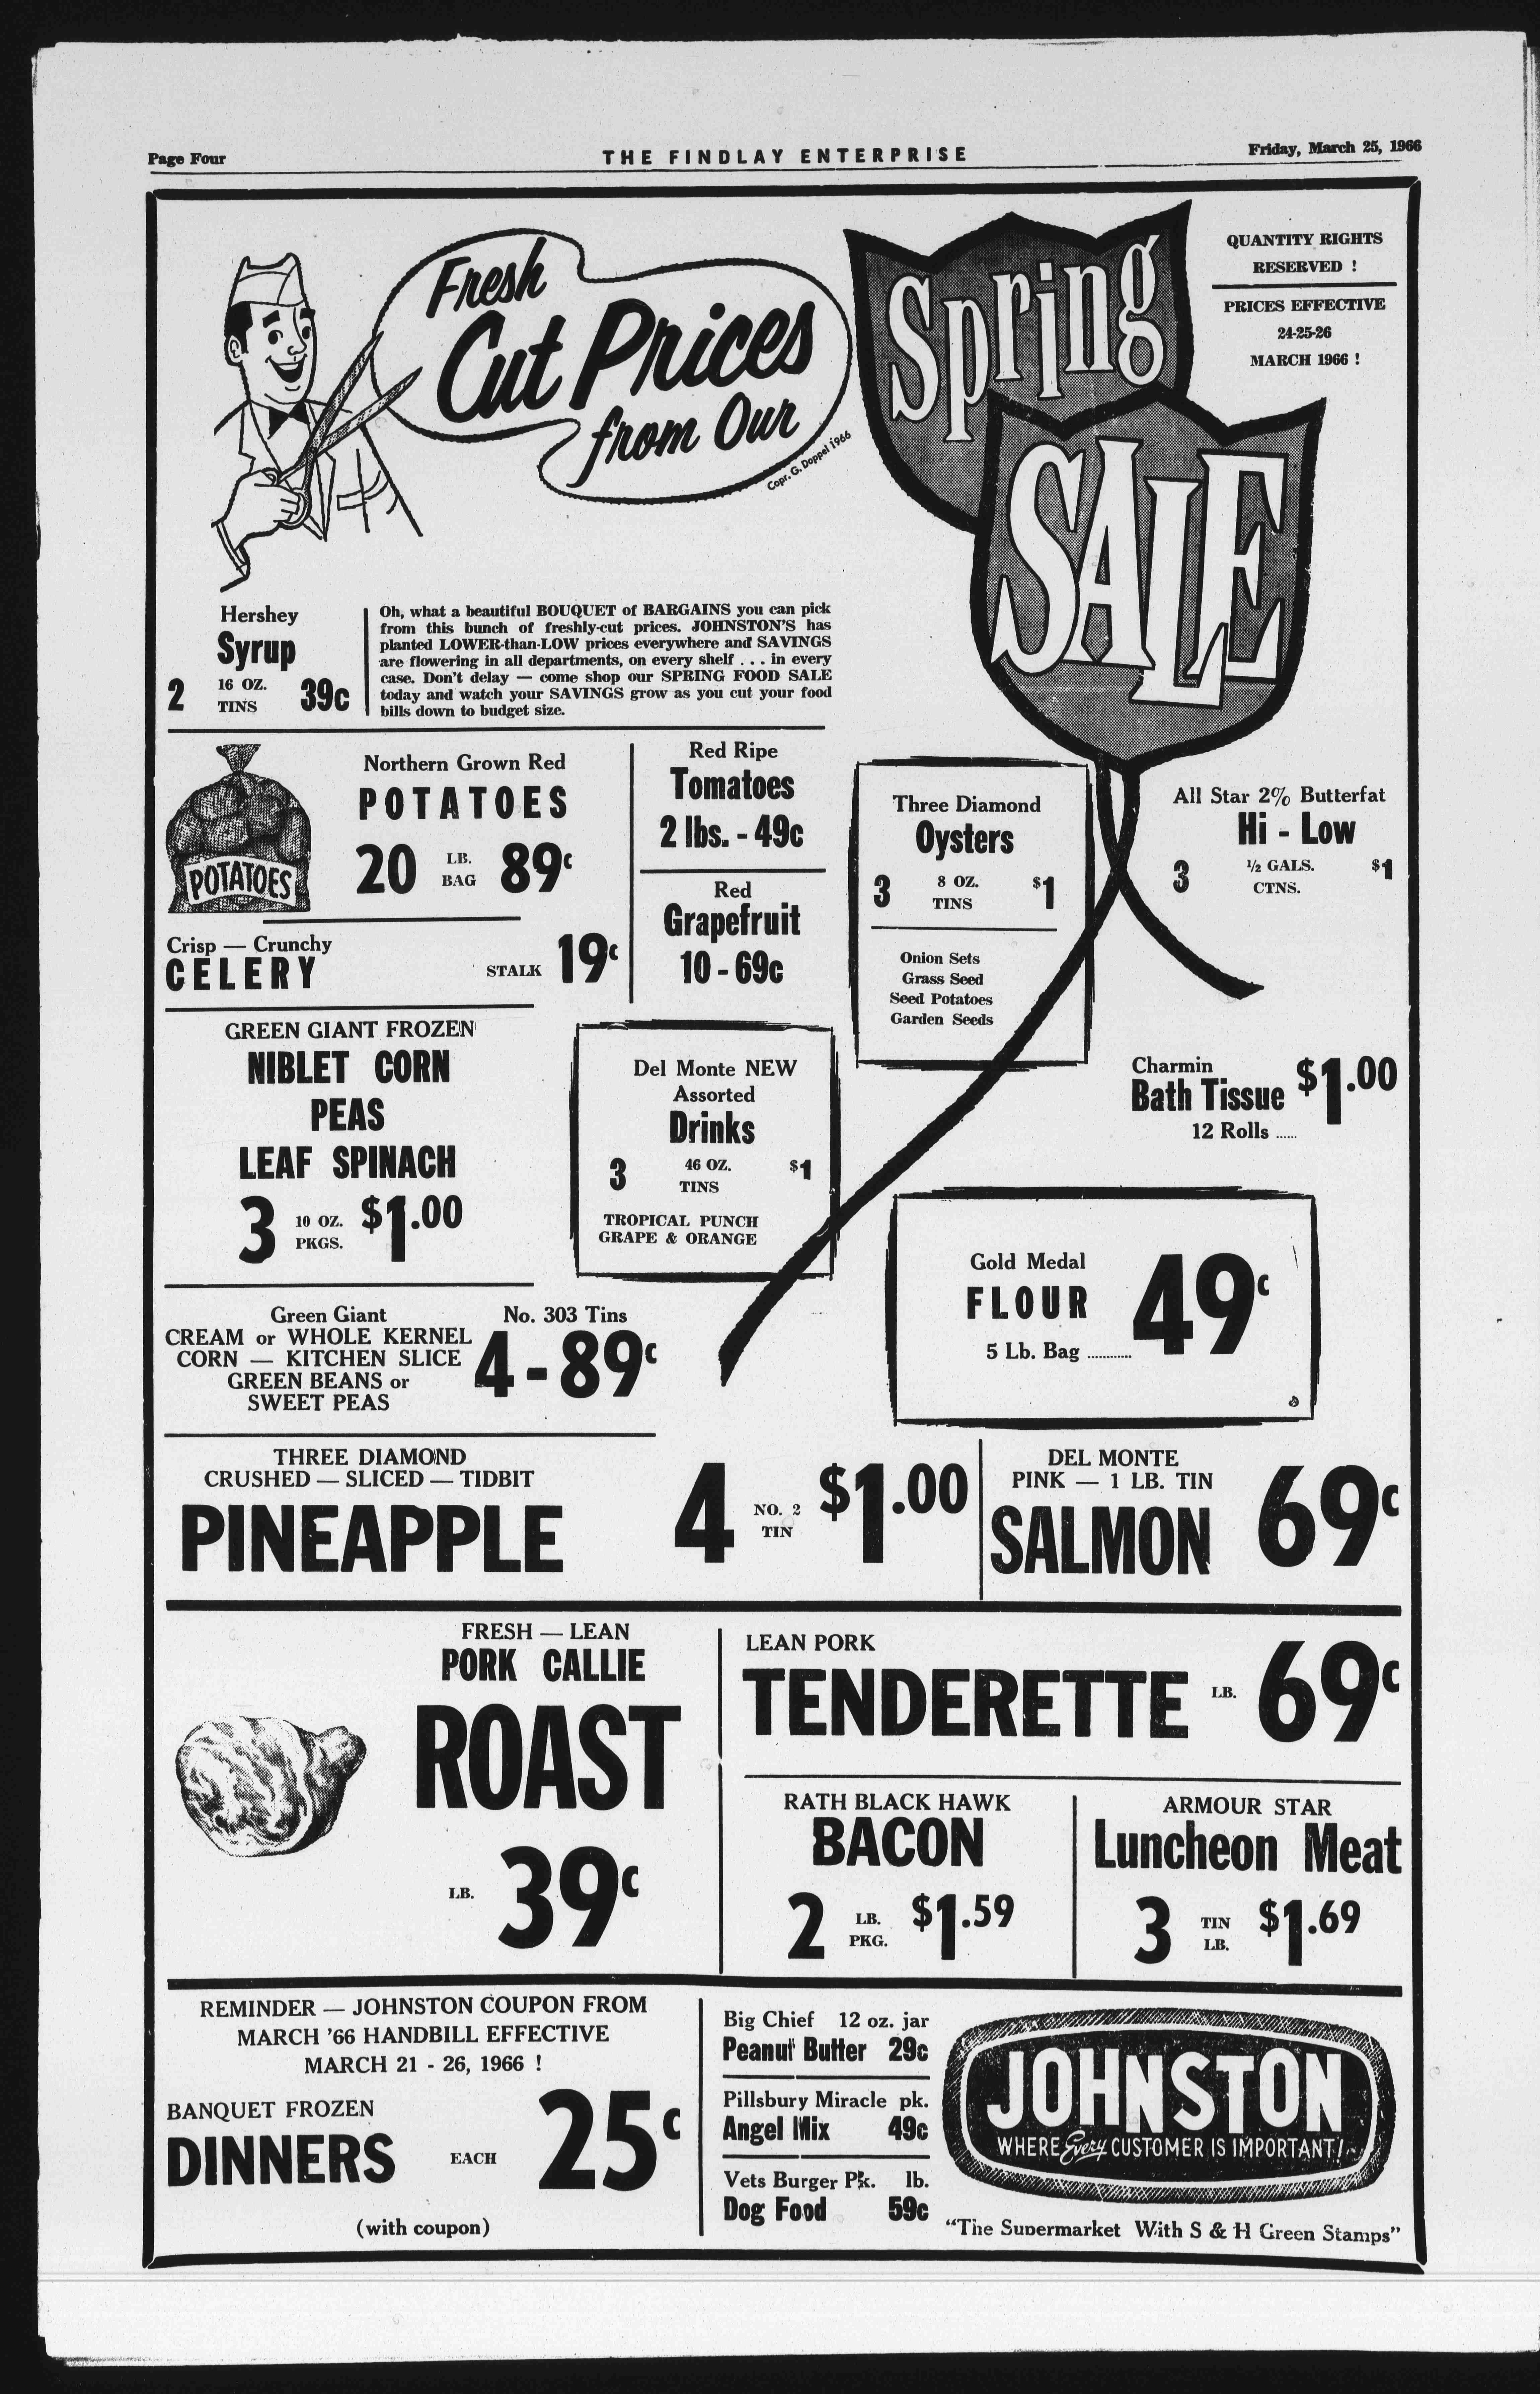 Page Four
THE FINDLAY ENTERPRISE
Friday, March 25, 1966
Fresh
Cut Prices
from Our
Copr. G. Doppel 1966
Spring
SALE
QUANTITY RIGHTS
RESERVED !
PRICES EFFECTIVE
24-25-26
MARCH 1966 !
Hershey
Syrup
2 16 OZ. TINS 39c
Oh, what a beautiful BOUQUET of BARGAINS you can pick
from this bunch of freshly-cut prices. JOHNSTON'S has
planted LOWER-than-LOW prices everywhere and SAVINGS
are flowering in all departments, on every shelf . . . in every
case. Don't delay — come shop our SPRING FOOD SALE
today and watch your SAVINGS grow as you cut your food
bills down to budget size.
POTATOES
Northern Grown Red
POTATOES
20 LB. BAG 89c
Crisp — Crunchy
CELERY STALK 19c
Red Ripe
Tomatoes
2 lbs. - 49c
Red
Grapefruit
10 - 69c
Three Diamond
Oysters
3 8 OZ. TINS $1
Onion Sets
Grass Seed
Seed Potatoes
Garden Seeds
All Star 2% Butterfat
Hi - Low
3 ½ GALS. CTNS. $1
GREEN GIANT FROZEN
NIBLET CORN
PEAS
LEAF SPINACH
3 10 OZ. PKGS. $1.00
Del Monte NEW
Assorted
Drinks
3 46 OZ. TINS $1
TROPICAL PUNCH
GRAPE & ORANGE
Charmin
Bath Tissue $1.00
12 Rolls ......
Gold Medal
FLOUR
5 Lb. Bag ............ 49c
Green Giant
CREAM or WHOLE KERNEL
CORN — KITCHEN SLICE
GREEN BEANS or
SWEET PEAS
No. 303 Tins
4 - 89c
THREE DIAMOND
CRUSHED — SLICED — TIDBIT
PINEAPPLE
4 NO. 2 TIN $1.00
DEL MONTE
PINK — 1 LB. TIN
SALMON 69c
FRESH — LEAN
PORK CALLIE
ROAST
LB. 39c
LEAN PORK
TENDERETTE LB. 69c
RATH BLACK HAWK
BACON
2 LB. PKG. $1.59
ARMOUR STAR
Luncheon Meat
3 TIN LB. $1.69
REMINDER — JOHNSTON COUPON FROM
MARCH '66 HANDBILL EFFECTIVE
MARCH 21 - 26, 1966 !
BANQUET FROZEN
DINNERS EACH 25c
(with coupon)
Big Chief 12 oz. jar
Peanut Butter 29c
Pillsbury Miracle pk.
Angel Mix 49c
Vets Burger Pk. lb.
Dog Food 59c
JOHNSTON
WHERE Every CUSTOMER IS IMPORTANT!
"The Supermarket With S & H Green Stamps"